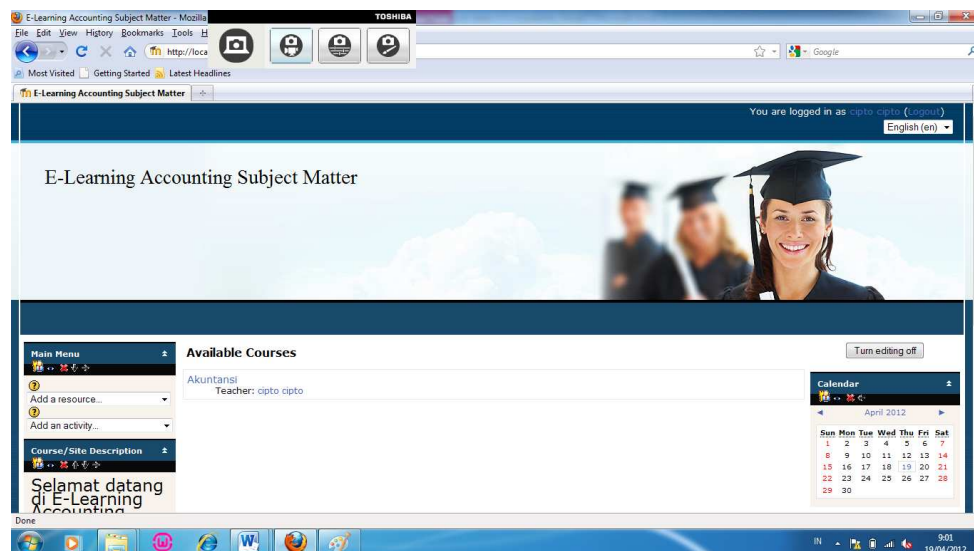 E-Learning Accounting Subject Matter - Mozilla
TOSHIBA
File Edit View History Bookmarks Tools H
http://loca
Google
Most Visited Getting Started Latest Headlines
E-Learning Accounting Subject Matter
You are logged in as cipto cipto (Logout)
English (en)
E-Learning Accounting Subject Matter
Main Menu
Add a resource...
Add an activity...
Course/Site Description
Selamat datang
di E-Learning
Accounting
Available Courses
Akuntansi
Teacher: cipto cipto
Turn editing off
Calendar
April 2012
Sun Mon Tue Wed Thu Fri Sat
1 2 3 4 5 6 7
8 9 10 11 12 13 14
15 16 17 18 19 20 21
22 23 24 25 26 27 28
29 30
Done
IN
9:01
19/04/2012